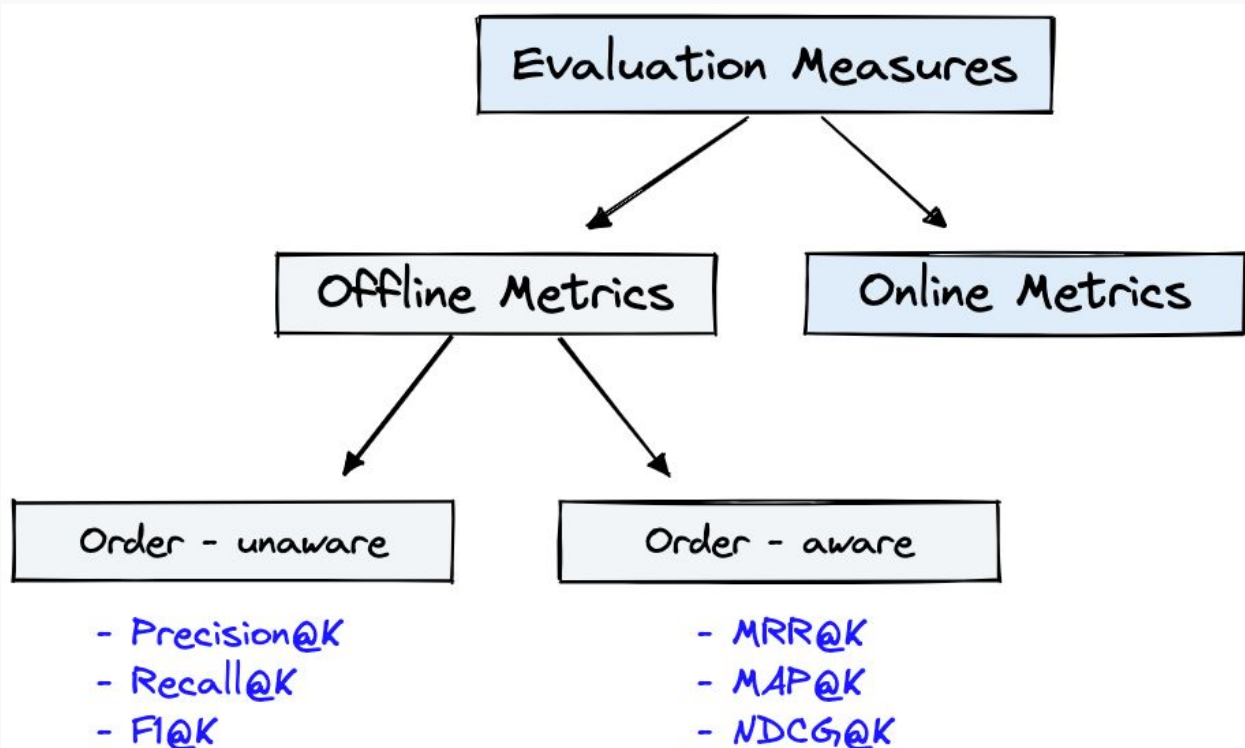 Evaluation Measures
Offline Metrics
Online Metrics
Order - unaware
Order - aware
- Precision@K
- Recall@K
- F1@K
- MRR@K
- MAP@K
- NDCG@K